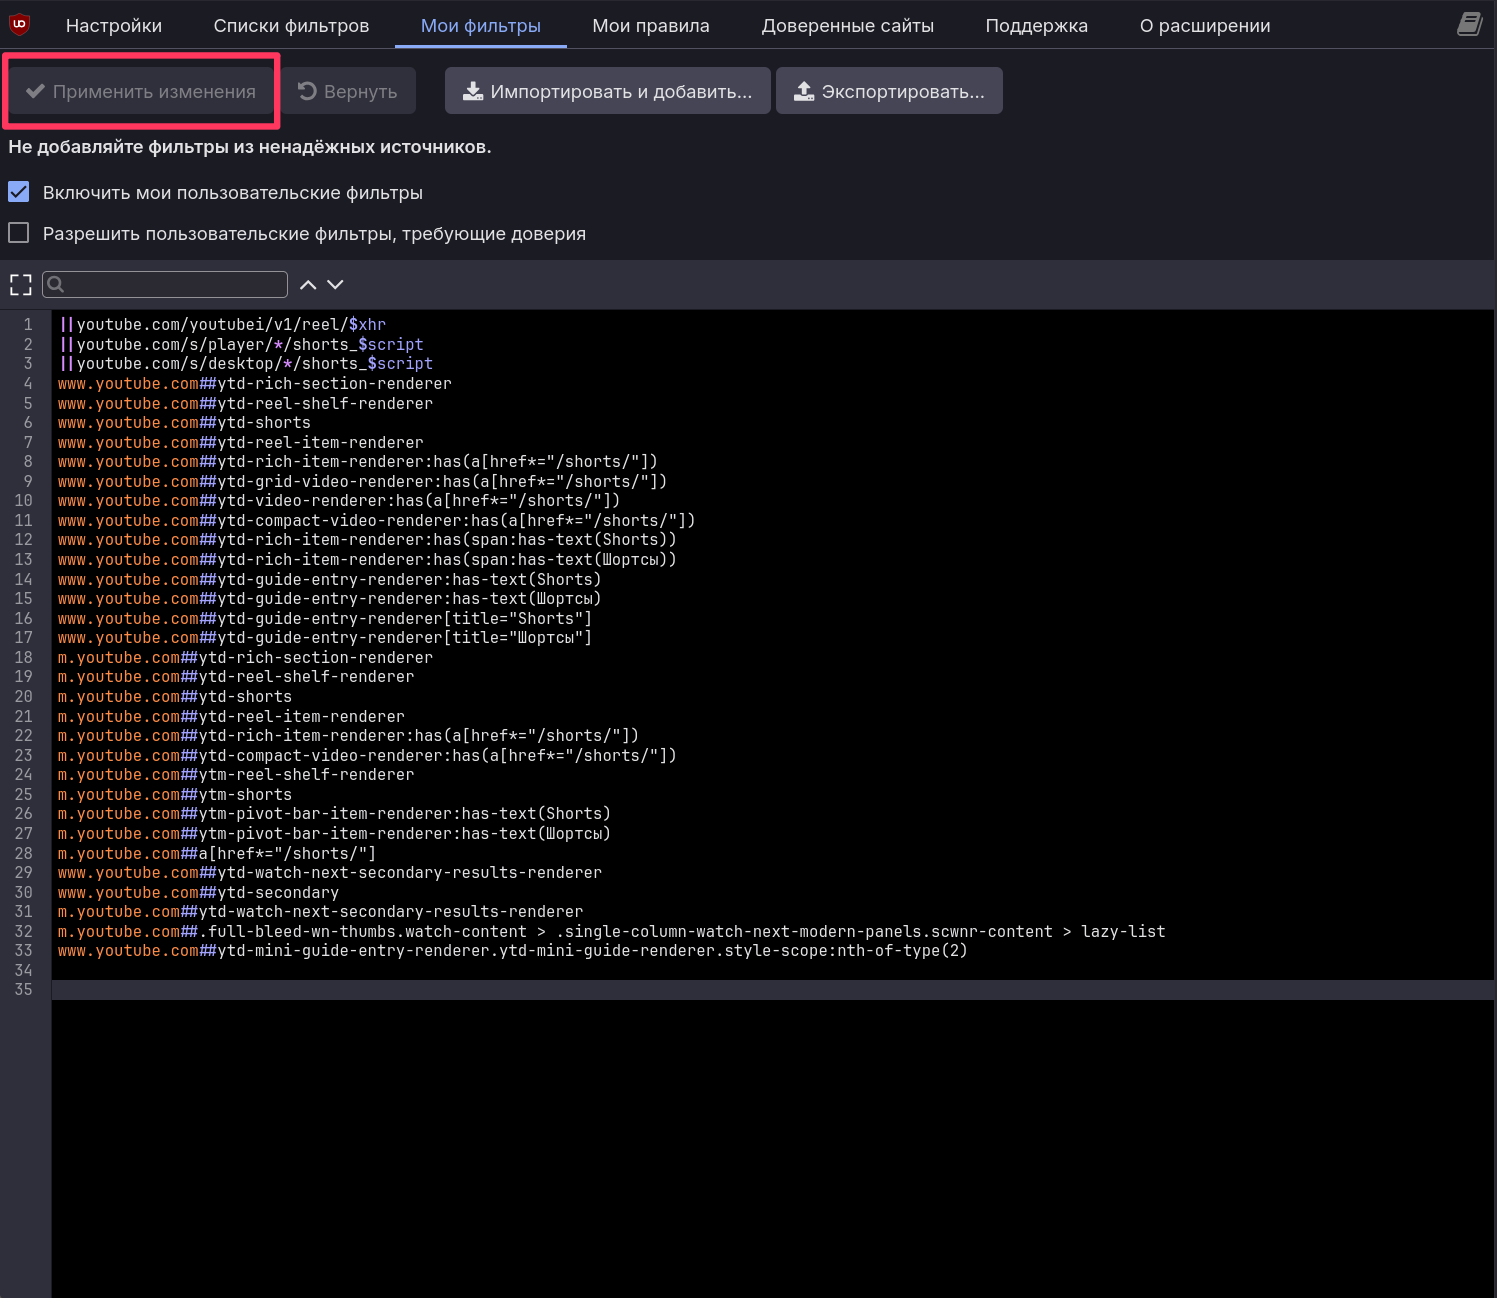 Настройки Списки фильтров Мои фильтры Мои правила Доверенные сайты Поддержка О расширении
Применить изменения Вернуть Импортировать и добавить... Экспортировать...
Не добавляйте фильтры из ненадёжных источников.
Включить мои пользовательские фильтры
Разрешить пользовательские фильтры, требующие доверия
1 ||youtube.com/youtubei/v1/reel/$xhr
2 ||youtube.com/s/player/*/shorts_$script
3 ||youtube.com/s/desktop/*/shorts_$script
4 www.youtube.com##ytd-rich-section-renderer
5 www.youtube.com##ytd-reel-shelf-renderer
6 www.youtube.com##ytd-shorts
7 www.youtube.com##ytd-reel-item-renderer
8 www.youtube.com##ytd-rich-item-renderer:has(a[href*="/shorts/"])
9 www.youtube.com##ytd-grid-video-renderer:has(a[href*="/shorts/"])
10 www.youtube.com##ytd-video-renderer:has(a[href*="/shorts/"])
11 www.youtube.com##ytd-compact-video-renderer:has(a[href*="/shorts/"])
12 www.youtube.com##ytd-rich-item-renderer:has(span:has-text(Shorts))
13 www.youtube.com##ytd-rich-item-renderer:has(span:has-text(Шортсы))
14 www.youtube.com##ytd-guide-entry-renderer:has-text(Shorts)
15 www.youtube.com##ytd-guide-entry-renderer:has-text(Шортсы)
16 www.youtube.com##ytd-guide-entry-renderer[title="Shorts"]
17 www.youtube.com##ytd-guide-entry-renderer[title="Шортсы"]
18 m.youtube.com##ytd-rich-section-renderer
19 m.youtube.com##ytd-reel-shelf-renderer
20 m.youtube.com##ytd-shorts
21 m.youtube.com##ytd-reel-item-renderer
22 m.youtube.com##ytd-rich-item-renderer:has(a[href*="/shorts/"])
23 m.youtube.com##ytd-compact-video-renderer:has(a[href*="/shorts/"])
24 m.youtube.com##ytm-reel-shelf-renderer
25 m.youtube.com##ytm-shorts
26 m.youtube.com##ytm-pivot-bar-item-renderer:has-text(Shorts)
27 m.youtube.com##ytm-pivot-bar-item-renderer:has-text(Шортсы)
28 m.youtube.com##a[href*="/shorts/"]
29 www.youtube.com##ytd-watch-next-secondary-results-renderer
30 www.youtube.com##ytd-secondary
31 m.youtube.com##ytd-watch-next-secondary-results-renderer
32 m.youtube.com##.full-bleed-wn-thumbs.watch-content > .single-column-watch-next-modern-panels.scwnr-content > lazy-list
33 www.youtube.com##ytd-mini-guide-entry-renderer.ytd-mini-guide-renderer.style-scope:nth-of-type(2)
34
35